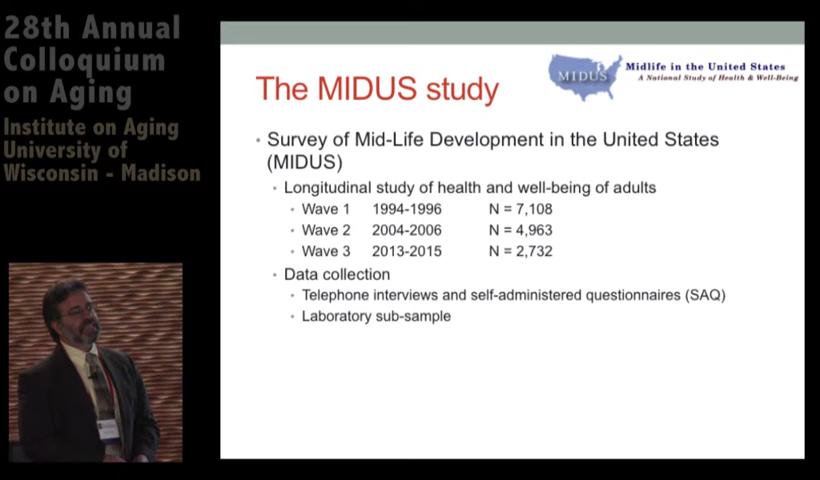 28th Annual
Colloquium
on Aging
Institute on Aging
University of
Wisconsin - Madison
MIDUS
Midlife in the United States
A National Study of Health & Well-Being
The MIDUS study
• Survey of Mid-Life Development in the United States
(MIDUS)
• Longitudinal study of health and well-being of adults
• Wave 1 1994-1996 N = 7,108
• Wave 2 2004-2006 N = 4,963
• Wave 3 2013-2015 N = 2,732
• Data collection
• Telephone interviews and self-administered questionnaires (SAQ)
• Laboratory sub-sample